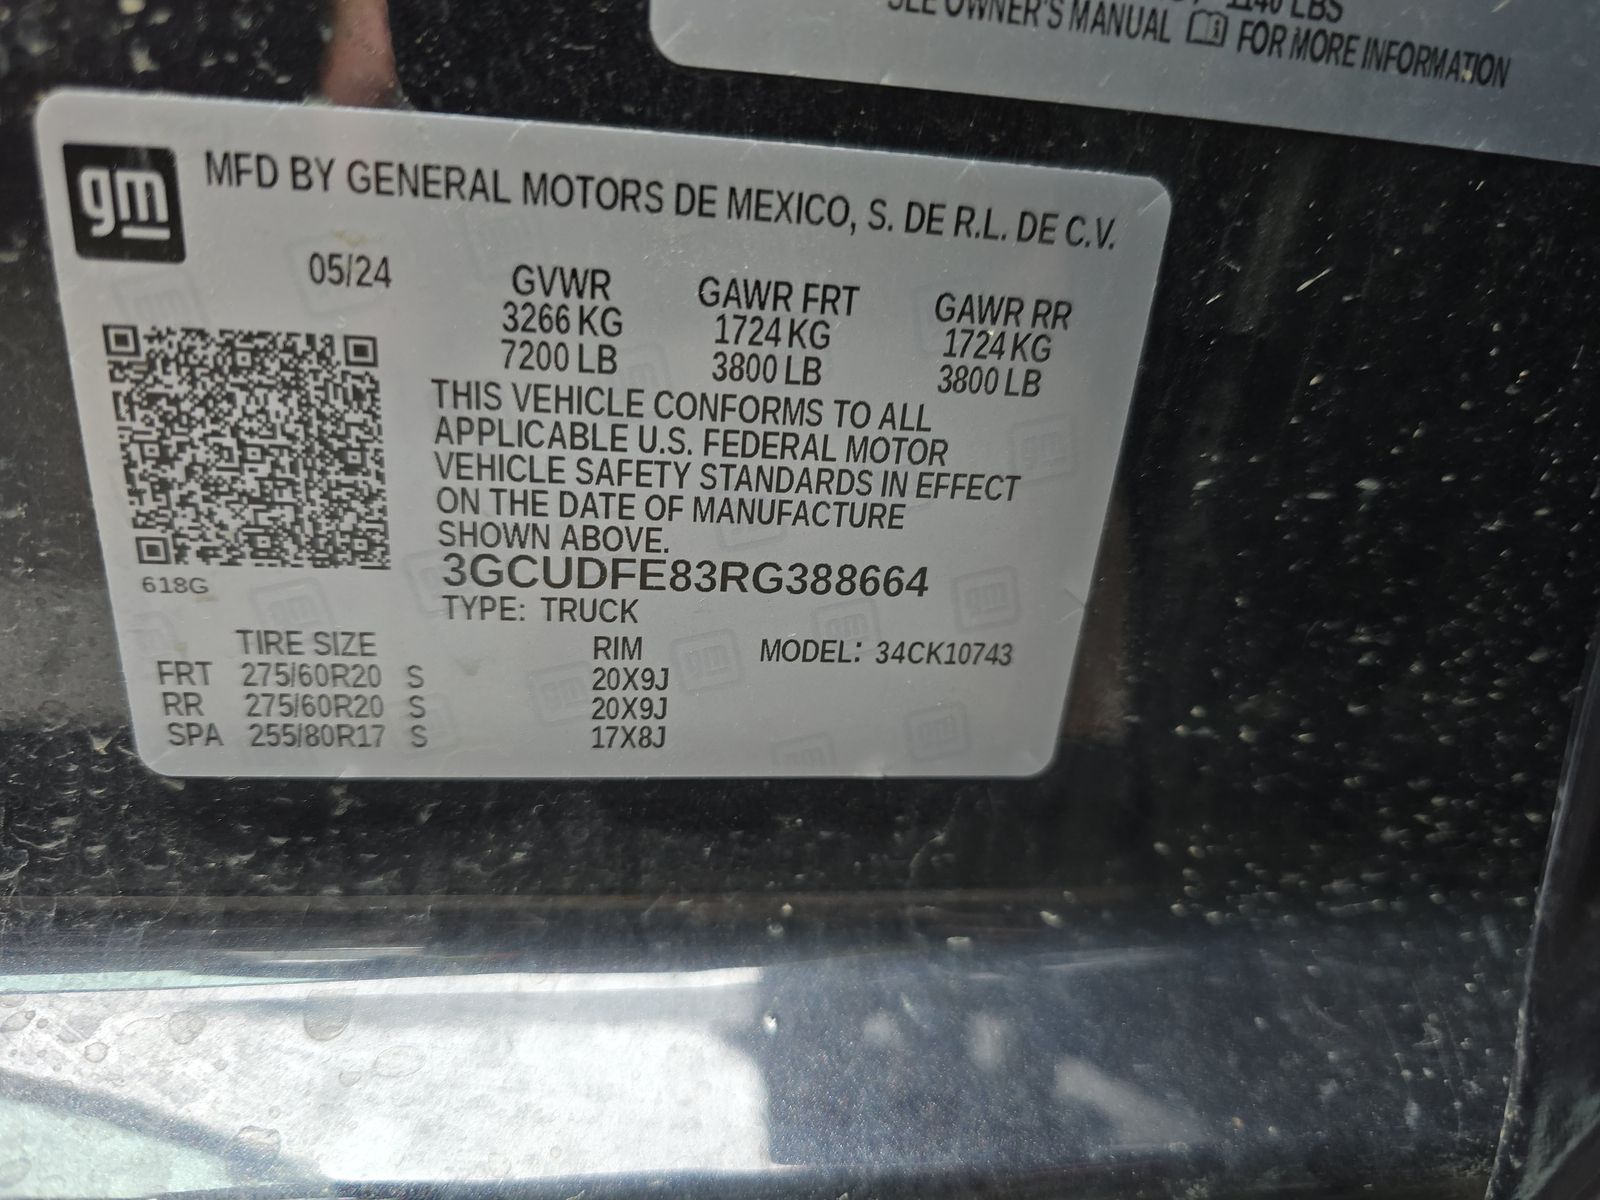 1140 LBS
SEE OWNER'S MANUAL FOR MORE INFORMATION
gm
MFD BY GENERAL MOTORS DE MEXICO, S. DE R.L. DE C.V.
05/24 GVWR GAWR FRT GAWR RR
3266 KG 1724 KG 1724 KG
7200 LB 3800 LB 3800 LB
THIS VEHICLE CONFORMS TO ALL
APPLICABLE U.S. FEDERAL MOTOR
VEHICLE SAFETY STANDARDS IN EFFECT
ON THE DATE OF MANUFACTURE
SHOWN ABOVE.
618G
3GCUDFE83RG388664
TYPE: TRUCK
TIRE SIZE RIM MODEL: 34CK10743
FRT 275/60R20 S 20X9J
RR 275/60R20 S 20X9J
SPA 255/80R17 S 17X8J